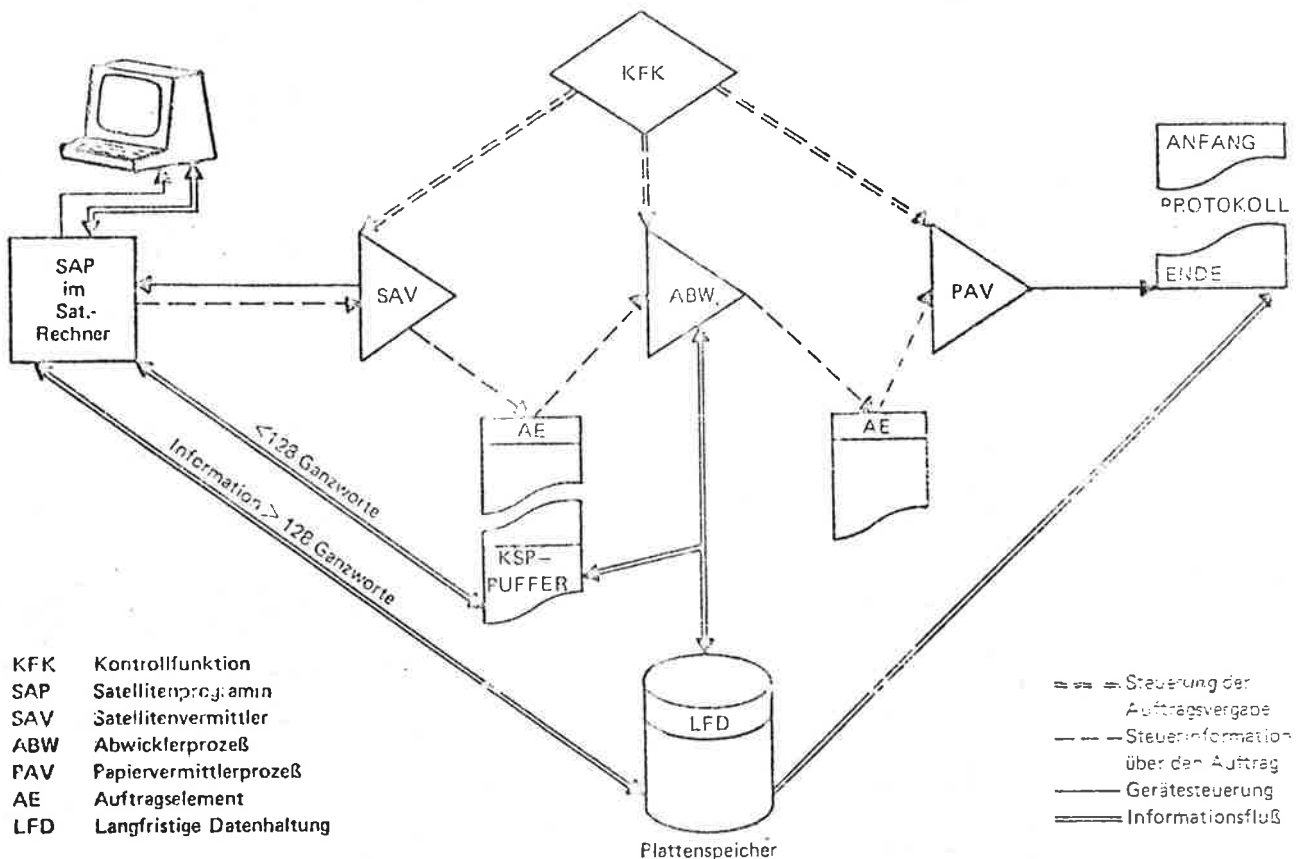 KFK
ANFANG
PROTOKOLL
ENDE
SAP
im
Sat.-
Rechner
SAV
ABW
PAV
AE
AE
<128 Ganzworte
Information > 128 Ganzworte
KSP-
PUFFER
LFD
Plattenspeicher
KFK Kontrollfunktion
SAP Satellitenprogramm
SAV Satellitenvermittler
ABW Abwicklerprozeß
PAV Papiervermittlerprozeß
AE Auftragselement
LFD Langfristige Datenhaltung
Steuerung der
Auftragsvergabe
Steuerinformation
über den Auftrag
Gerätesteuerung
Informationsfluß